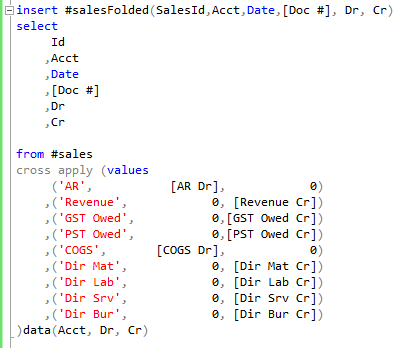 insert #salesFolded(SalesId,Acct,Date,[Doc #], Dr, Cr)
select
Id
,Acct
,Date
,[Doc #]
,Dr
,Cr
from #sales
cross apply (values
('AR', [AR Dr], 0)
,('Revenue', 0, [Revenue Cr])
,('GST Owed', 0,[GST Owed Cr])
,('PST Owed', 0,[PST Owed Cr])
,('COGS', [COGS Dr], 0)
,('Dir Mat', 0, [Dir Mat Cr])
,('Dir Lab', 0, [Dir Lab Cr])
,('Dir Srv', 0, [Dir Srv Cr])
,('Dir Bur', 0, [Dir Bur Cr])
)data(Acct, Dr, Cr)